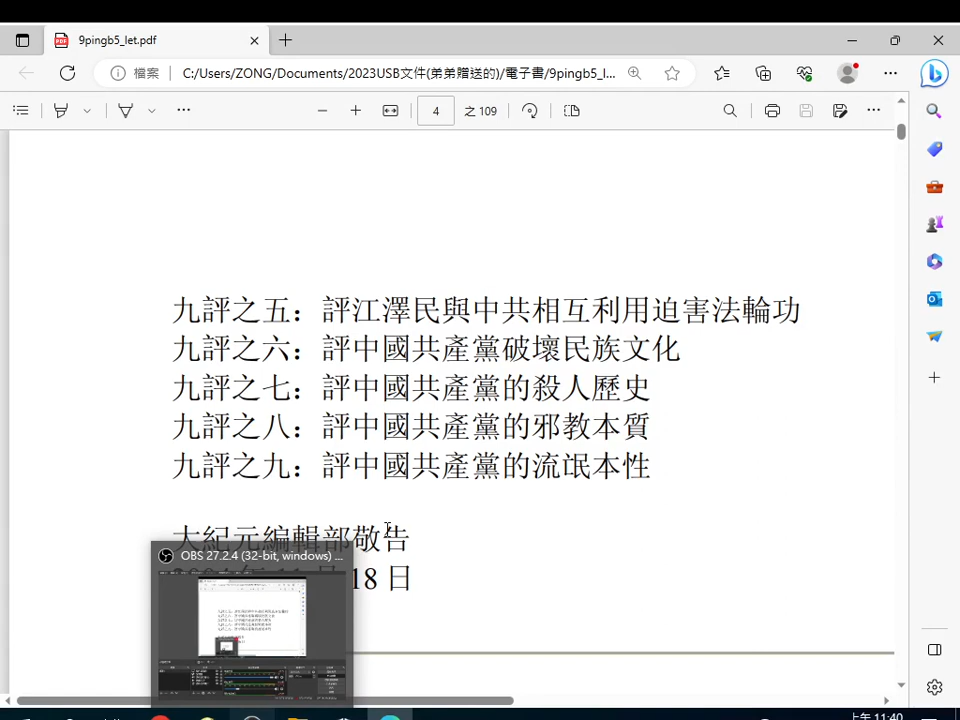 9pingb5_let.pdf
檔案 C:/Users/ZONG/Documents/2023USB文件(弟弟贈送的)/電子書/9pingb5_l...
4 之 109
九評之五：評江澤民與中共相互利用迫害法輪功
九評之六：評中國共產黨破壞民族文化
九評之七：評中國共產黨的殺人歷史
九評之八：評中國共產黨的邪教本質
九評之九：評中國共產黨的流氓本性
大紀元編輯部敬告
OBS 27.2.4 (32-bit, windows) ...
18 日
上午 11:40